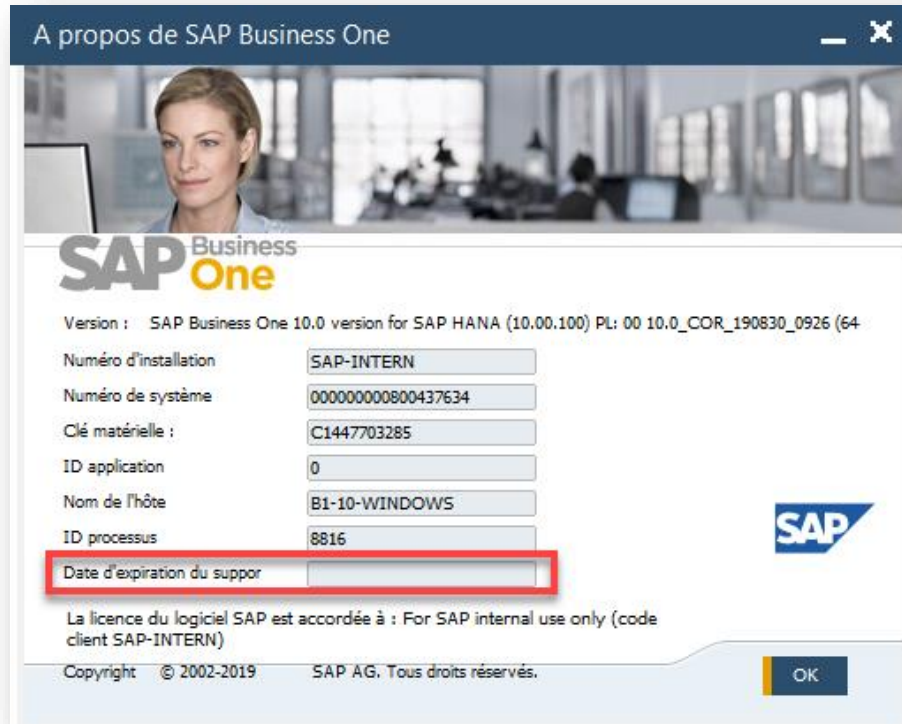 A propos de SAP Business One
SAP Business One
Version : SAP Business One 10.0 version for SAP HANA (10.00.100) PL: 00 10.0_COR_190830_0926 (64
Numéro d'installation SAP-INTERN
Numéro de système 000000000800437634
Clé matérielle : C1447703285
ID application 0
Nom de l'hôte B1-10-WINDOWS
ID processus 8816
SAP
Date d'expiration du suppor
La licence du logiciel SAP est accordée à : For SAP internal use only (code
client SAP-INTERN)
Copyright © 2002-2019 SAP AG. Tous droits réservés.
OK